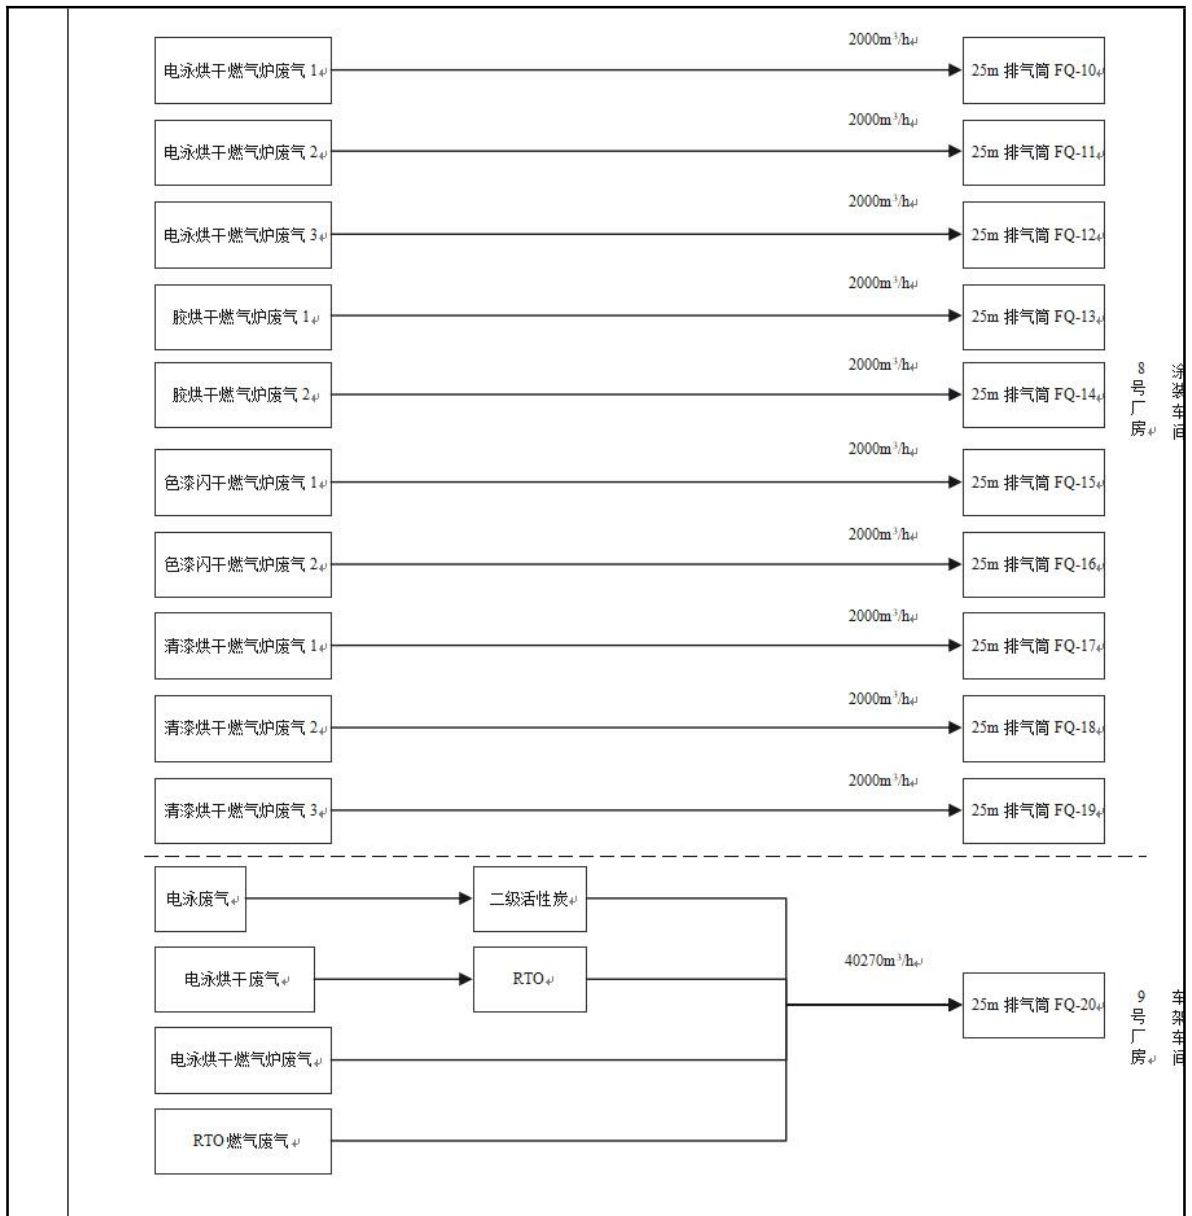 2000m³/h
电泳烘干燃气炉废气 1
25m 排气筒 FQ-10
2000m³/h
电泳烘干燃气炉废气 2
25m 排气筒 FQ-11
2000m³/h
电泳烘干燃气炉废气 3
25m 排气筒 FQ-12
2000m³/h
胶烘干燃气炉废气 1
25m 排气筒 FQ-13
2000m³/h
胶烘干燃气炉废气 2
25m 排气筒 FQ-14
8号厂房
涂装车间
2000m³/h
色漆闪干燃气炉废气 1
25m 排气筒 FQ-15
2000m³/h
色漆闪干燃气炉废气 2
25m 排气筒 FQ-16
2000m³/h
清漆烘干燃气炉废气 1
25m 排气筒 FQ-17
2000m³/h
清漆烘干燃气炉废气 2
25m 排气筒 FQ-18
2000m³/h
清漆烘干燃气炉废气 3
25m 排气筒 FQ-19
电泳废气
二级活性炭
电泳烘干废气
RTO
40270m³/h
25m 排气筒 FQ-20
9号厂房
车架车间
电泳烘干燃气炉废气
RTO 燃气废气